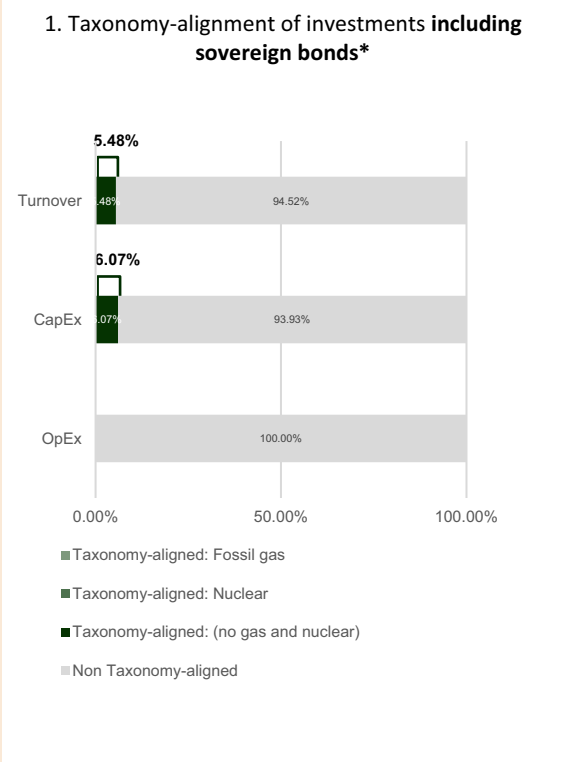 1. Taxonomy-alignment of investments including
sovereign bonds*
5.48%
Turnover
.48%
94.52%
6.07%
CapEx
.07%
93.93%
OpEx
100.00%
0.00%
50.00%
100.00%
Taxonomy-aligned: Fossil gas
Taxonomy-aligned: Nuclear
Taxonomy-aligned: (no gas and nuclear)
Non Taxonomy-aligned